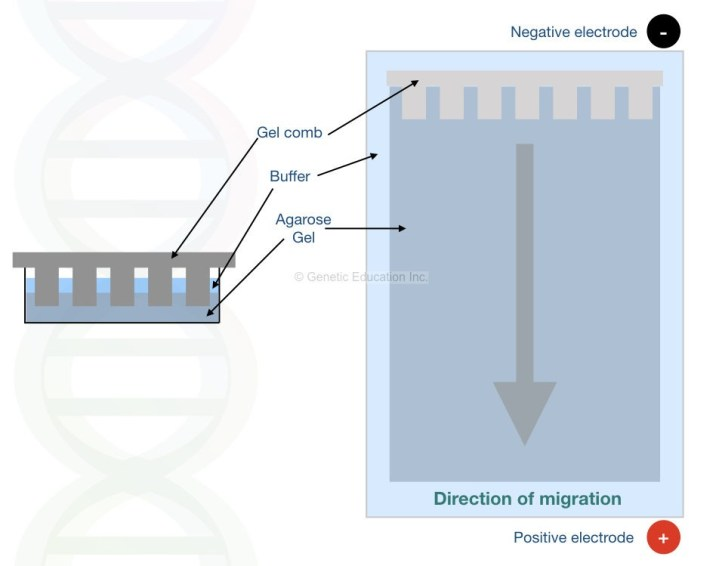 Negative electrode -
Gel comb
Buffer
Agarose
Gel
© Genetic Education Inc.
Direction of migration
Positive electrode +